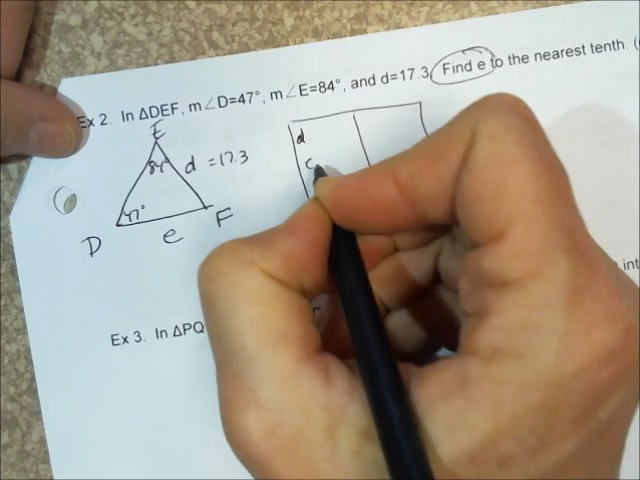 Ex 2. In ΔDEF, m∠D=47°, m∠E=84°, and d=17.3. Find e to the nearest tenth. (
E
84° d =17.3
47°
D e F
d
Ex 3. In ΔPQ
int